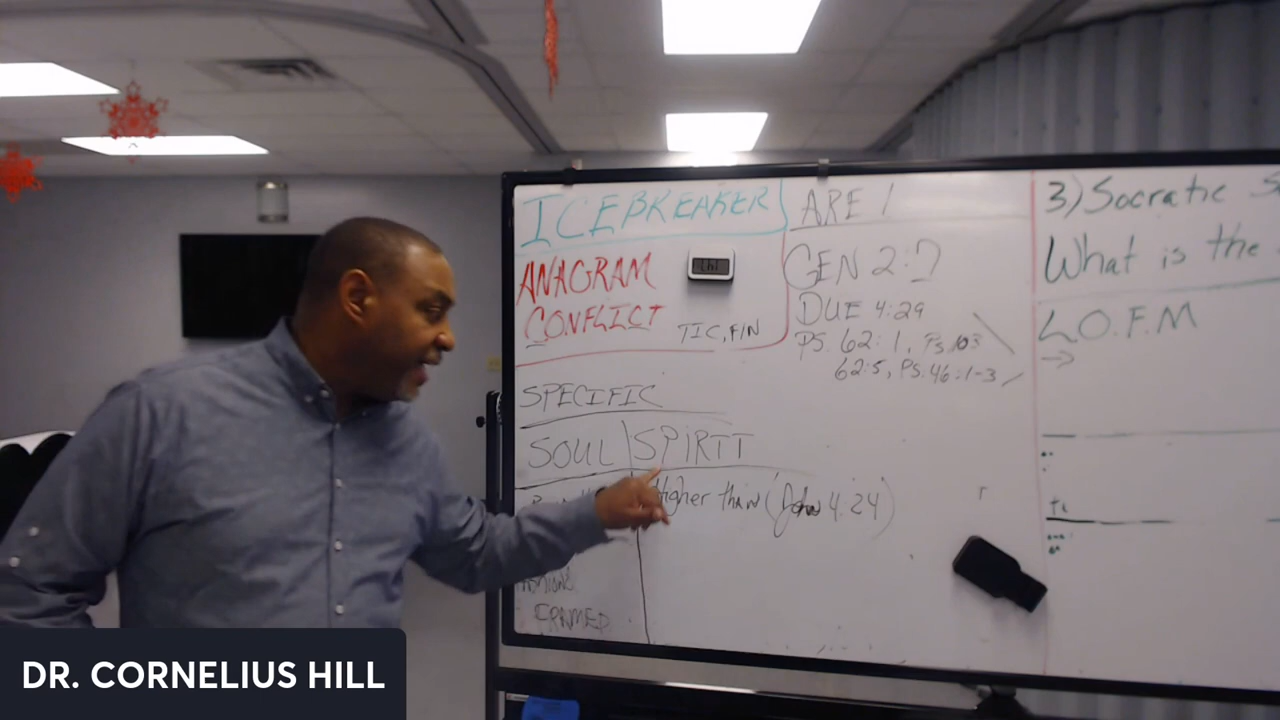 ICEBREAKER
ANAGRAM
CONFLICT
TIC, FIN
SPECIFIC
SOUL | SPIRIT
Higher than (John 4:24)
FRAMED
ARE 1
GEN 2:7
DUE 4:29
PS. 62:1, Ps. 103
62:5, PS. 46:1-3
3) Socratic S
What is the
L.O.F.M
DR. CORNELIUS HILL